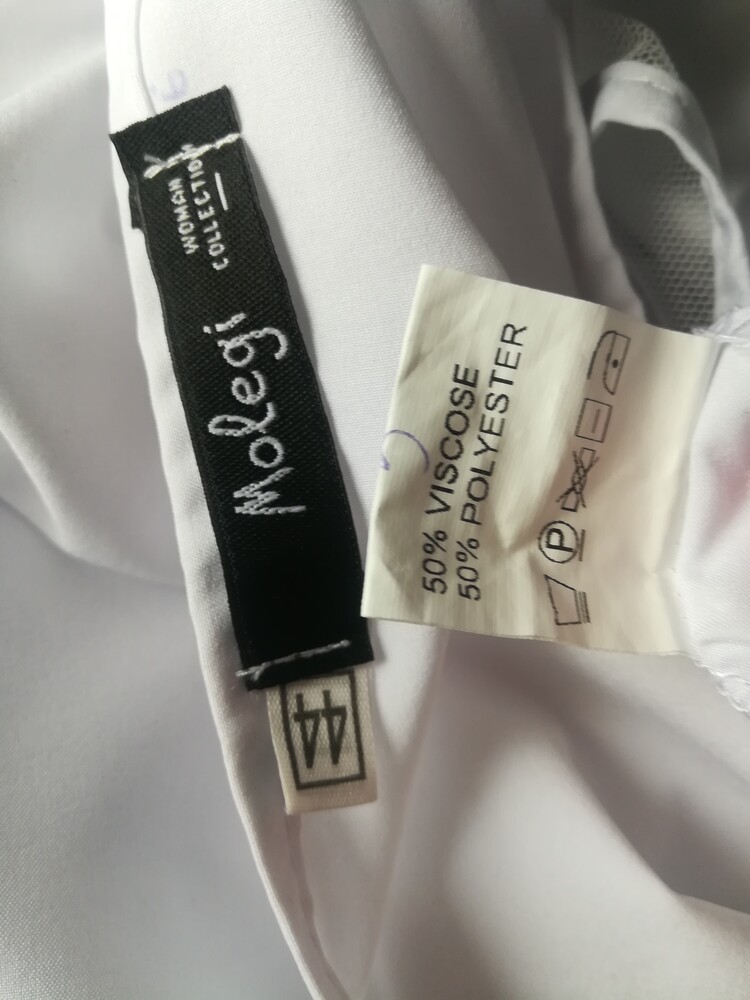 Molegi
WOMAN
COLLECTION
44
50% VISCOSE
50% POLYESTER
P